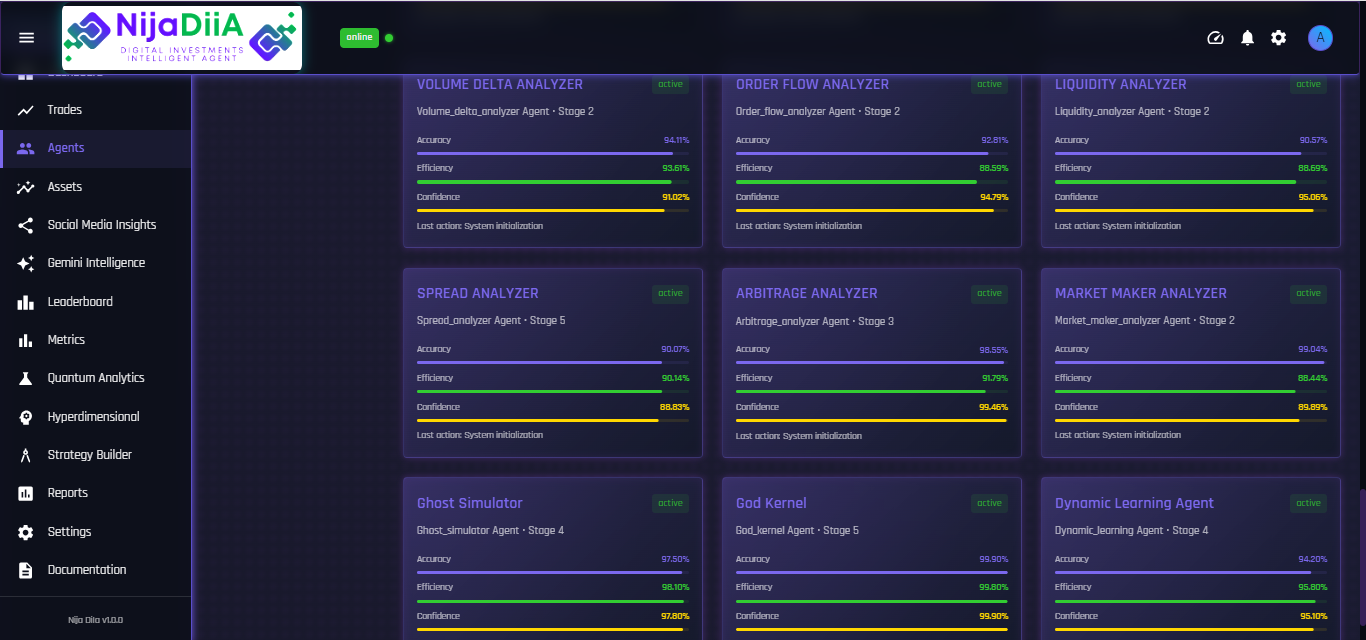 NijaDiiA
DIGITAL INVESTMENTS
INTELLIGENT AGENT
online
A
Trades
Agents
Assets
Social Media Insights
Gemini Intelligence
Leaderboard
Metrics
Quantum Analytics
Hyperdimensional
Strategy Builder
Reports
Settings
Documentation
Nija Diia v1.0.0
VOLUME DELTA ANALYZER
active
Volume_delta_analyzer Agent • Stage 2
Accuracy 94.11%
Efficiency 93.61%
Confidence 91.02%
Last action: System initialization
ORDER FLOW ANALYZER
active
Order_flow_analyzer Agent • Stage 2
Accuracy 92.81%
Efficiency 88.59%
Confidence 94.79%
Last action: System initialization
LIQUIDITY ANALYZER
active
Liquidity_analyzer Agent • Stage 2
Accuracy 90.57%
Efficiency 88.69%
Confidence 95.06%
Last action: System initialization
SPREAD ANALYZER
active
Spread_analyzer Agent • Stage 5
Accuracy 90.07%
Efficiency 90.14%
Confidence 88.83%
Last action: System initialization
ARBITRAGE ANALYZER
active
Arbitrage_analyzer Agent • Stage 3
Accuracy 98.55%
Efficiency 91.79%
Confidence 99.46%
Last action: System initialization
MARKET MAKER ANALYZER
active
Market_maker_analyzer Agent • Stage 2
Accuracy 99.04%
Efficiency 88.44%
Confidence 89.89%
Last action: System initialization
Ghost Simulator
active
Ghost_simulator Agent • Stage 4
Accuracy 97.50%
Efficiency 98.10%
Confidence 97.80%
God Kernel
active
God_kernel Agent • Stage 5
Accuracy 99.90%
Efficiency 99.80%
Confidence 99.90%
Dynamic Learning Agent
active
Dynamic_learning Agent • Stage 4
Accuracy 94.20%
Efficiency 95.80%
Confidence 95.10%